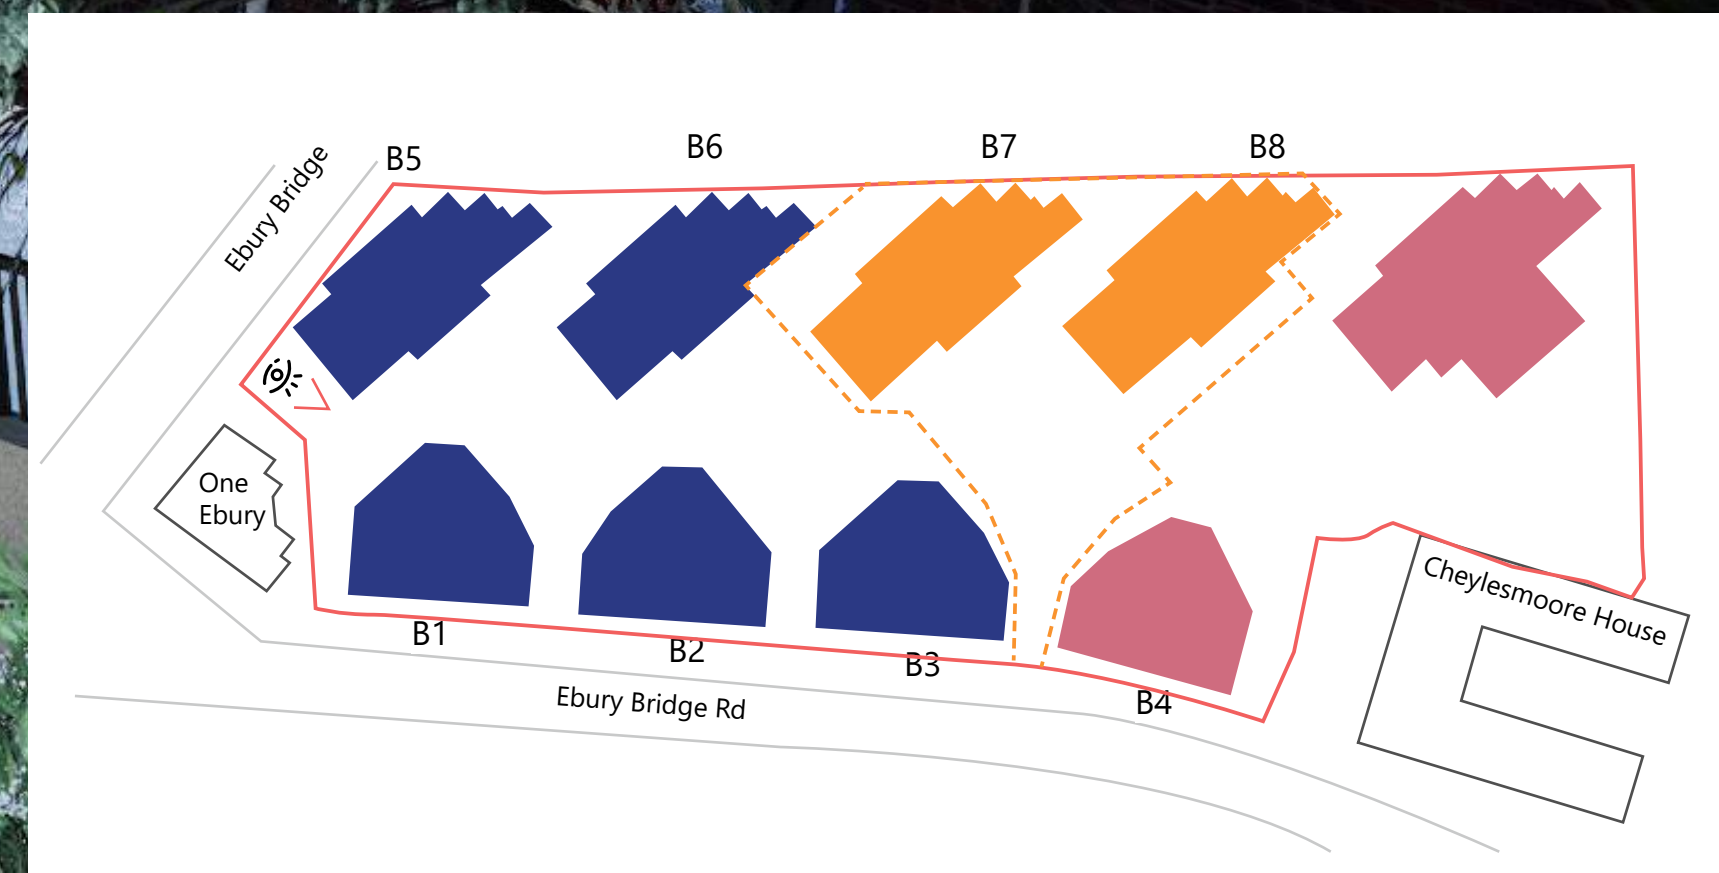 B5
B6
B7
B8
Ebury Bridge
One
Ebury
Cheylesmoore House
B1
B2
B3
B4
Ebury Bridge Rd